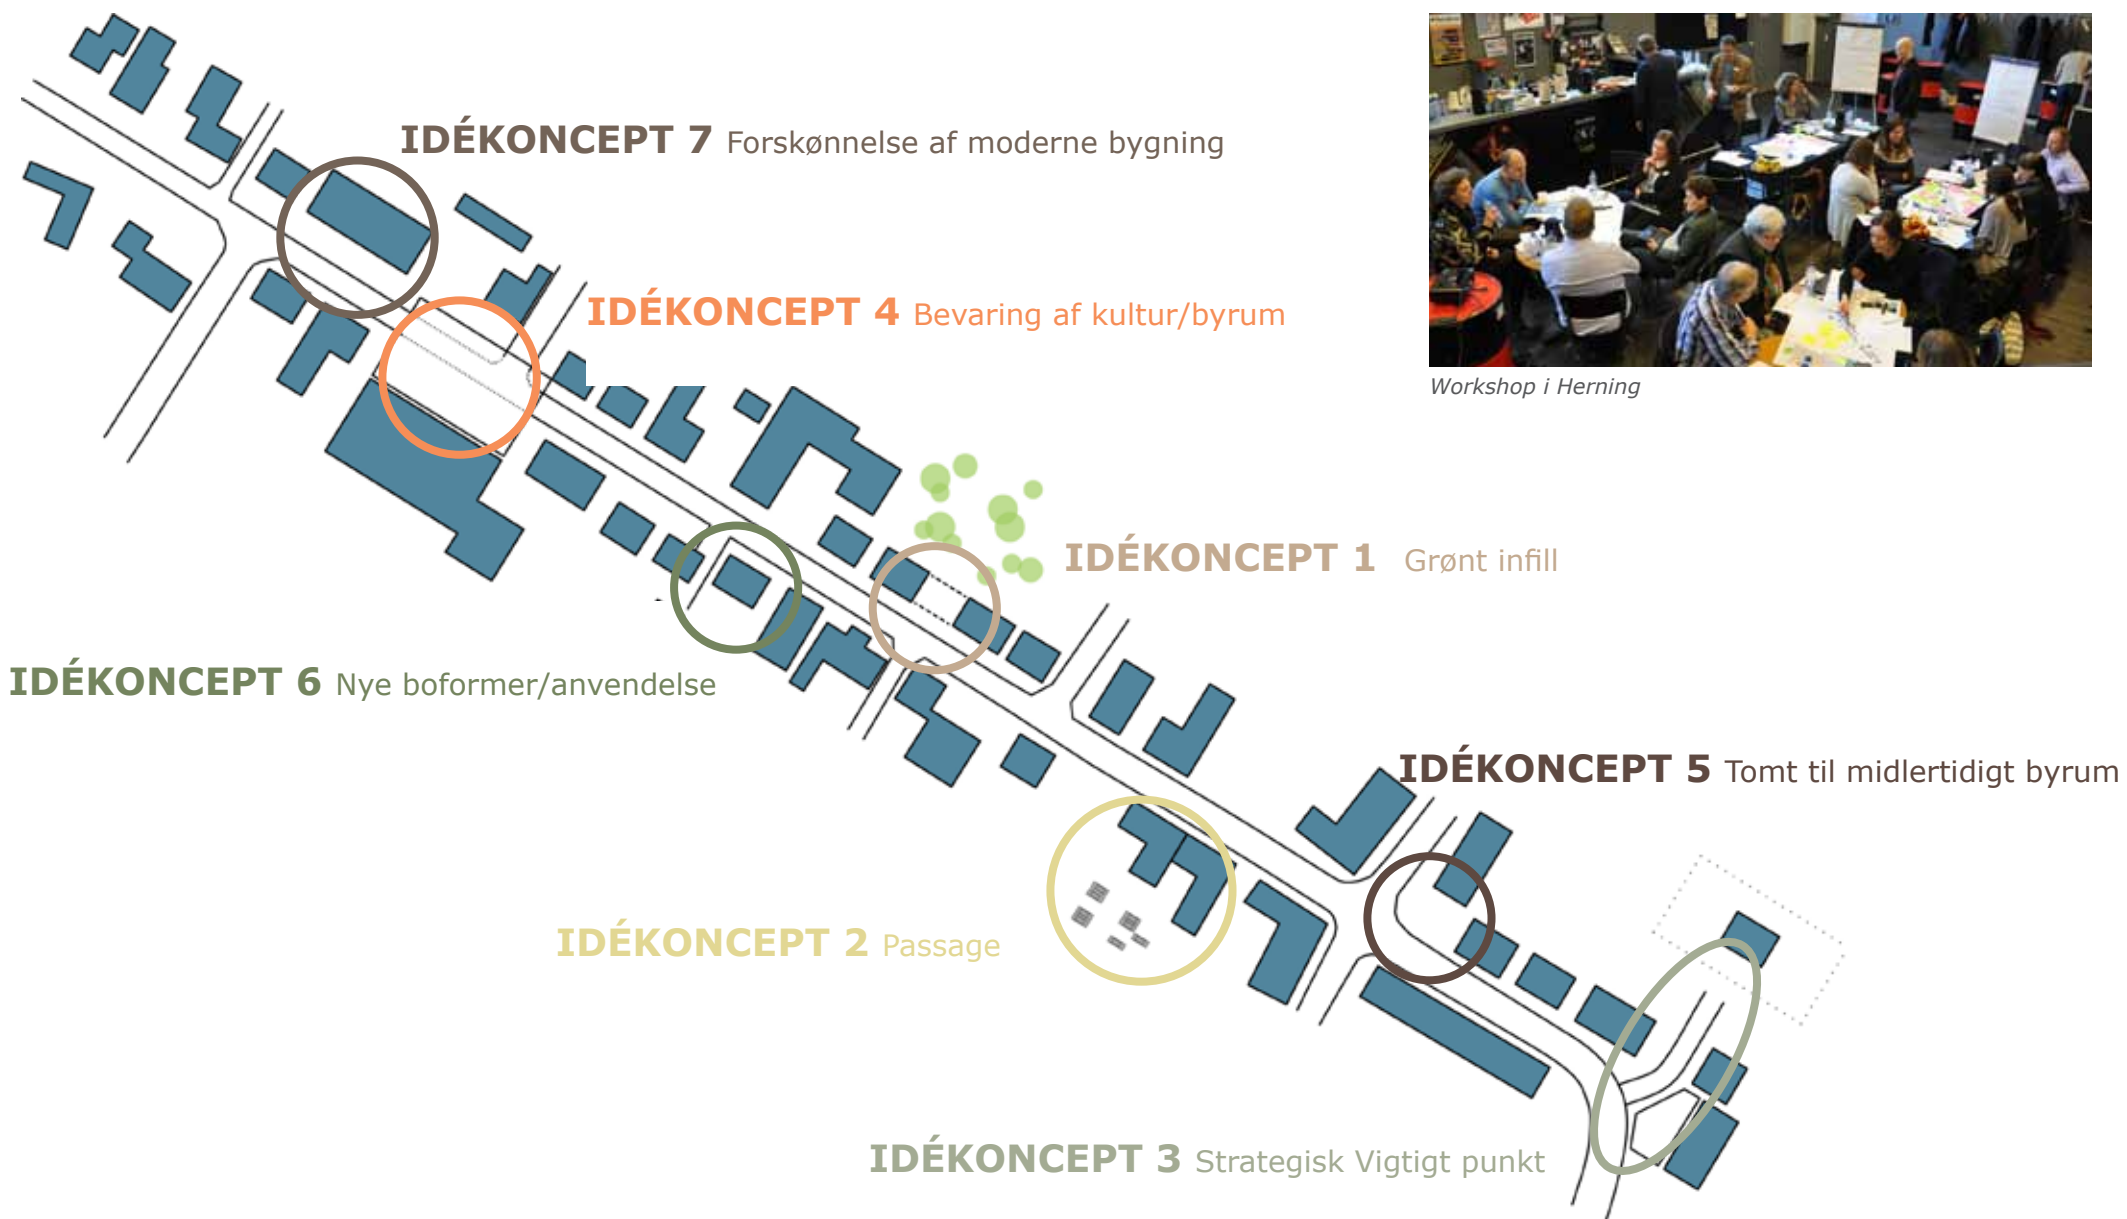 IDÉKONCEPT 7 Forskønnelse af moderne bygning
IDÉKONCEPT 4 Bevaring af kultur/byrum
Workshop i Herning
IDÉKONCEPT 1 Grønt infill
IDÉKONCEPT 6 Nye boformer/anvendelse
IDÉKONCEPT 5 Tomt til midlertidigt byrum
IDÉKONCEPT 2 Passage
IDÉKONCEPT 3 Strategisk Vigtigt punkt